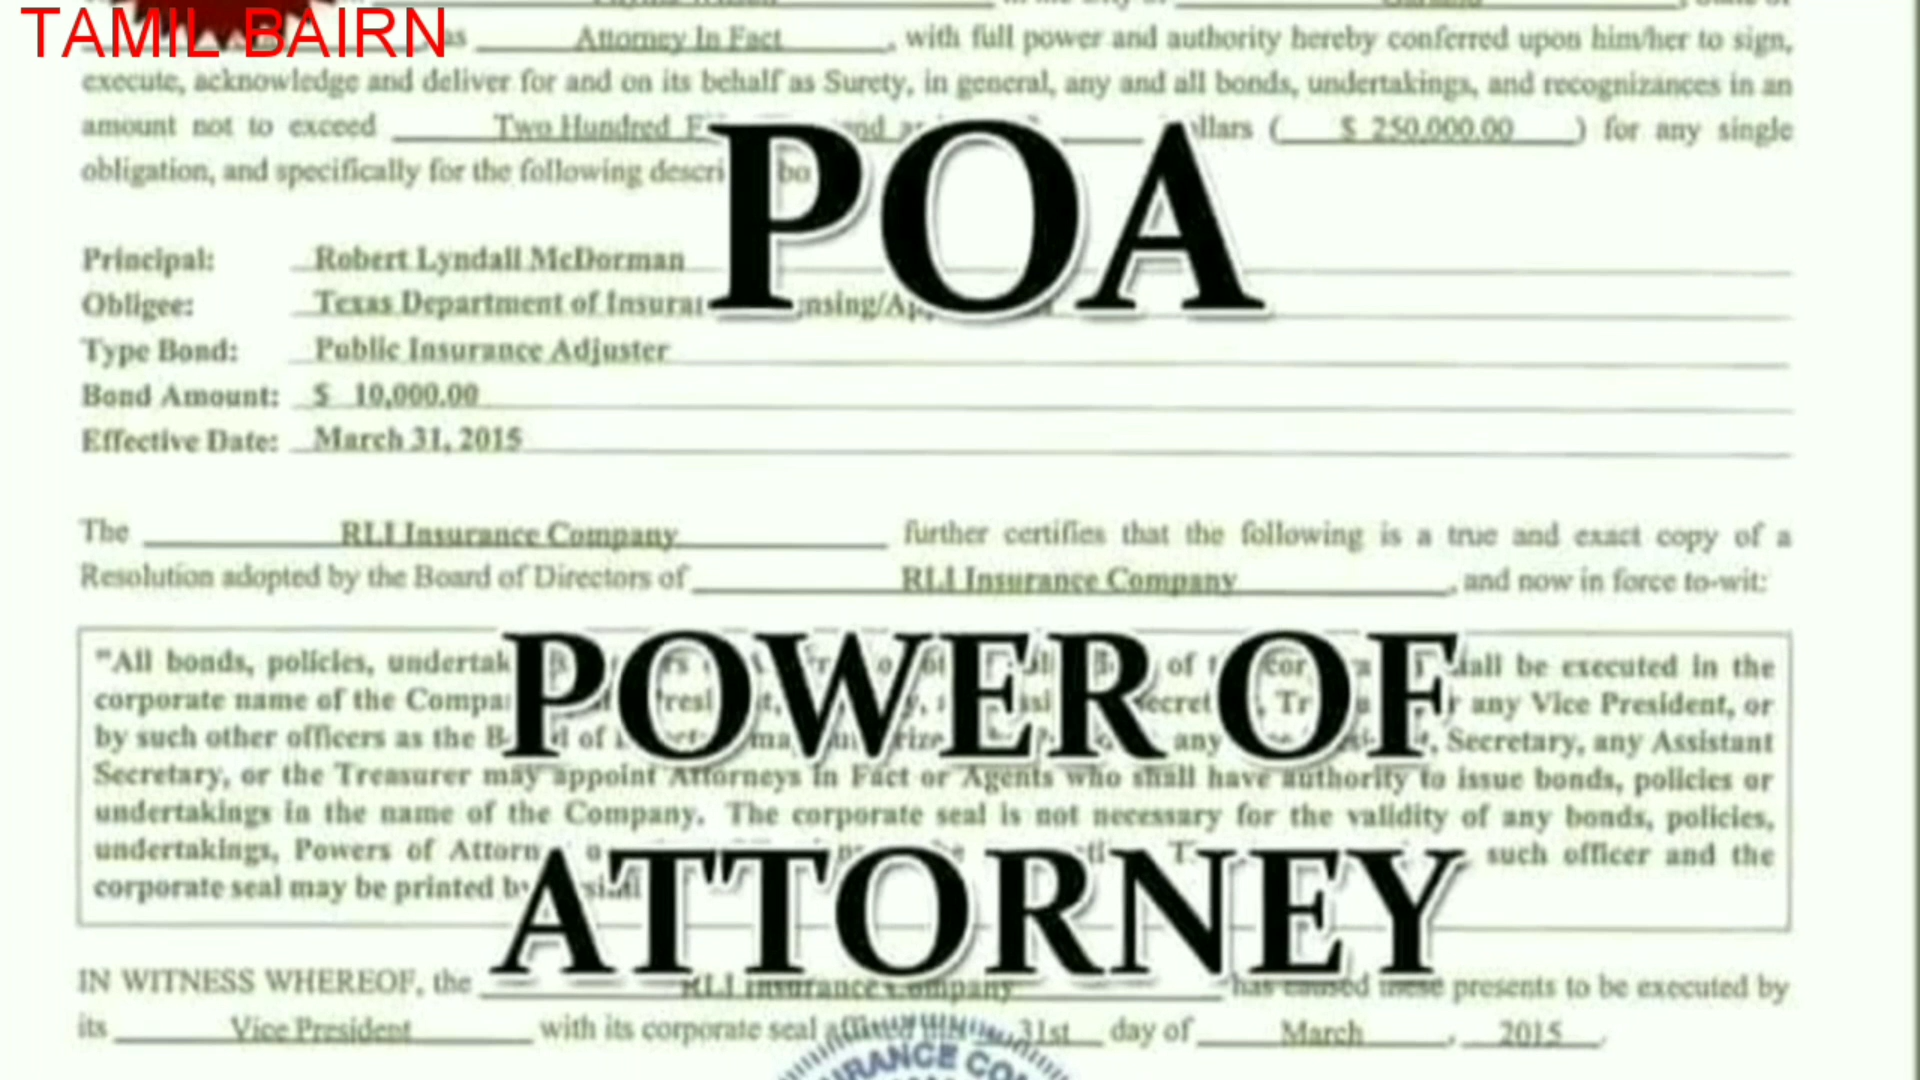 TAMIL BAIRN
as Attorney In Fact, with full power and authority hereby conferred upon him/her to sign,
execute, acknowledge and deliver for and on its behalf as Surety, in general, any and all bonds, undertakings, and recognizances in an
amount not to exceed Two Hundred Dollars ( $ 250,000.00 ) for any single
obligation, and specifically for the following
POA
Principal: Robert Lyndall McDorman
Obligee: Texas Department of
Type Bond: Public Insurance Adjuster
Bond Amount: $ 10,000.00
Effective Date: March 31, 2015
The RLI Insurance Company further certifies that the following is a true and exact copy of a
Resolution adopted by the Board of Directors of RLI Insurance Company, and now in force to-wit:
"All bonds, policies, of shall be executed in the
corporate name of the any Vice President, or
by such other officers as the of any Secretary, any Assistant
Secretary, or the Treasurer may appoint Attorneys In Fact or Agents who shall have authority to issue bonds, policies or
undertakings in the name of the Company. The corporate seal is not necessary for the validity of any bonds, policies,
undertakings, Powers of such officer and the
corporate seal may be printed
POWER OF
ATTORNEY
IN WITNESS WHEREOF, the RLI Insurance Company has caused these presents to be executed by
its Vice President with its corporate seal 31st day of March, 2015.